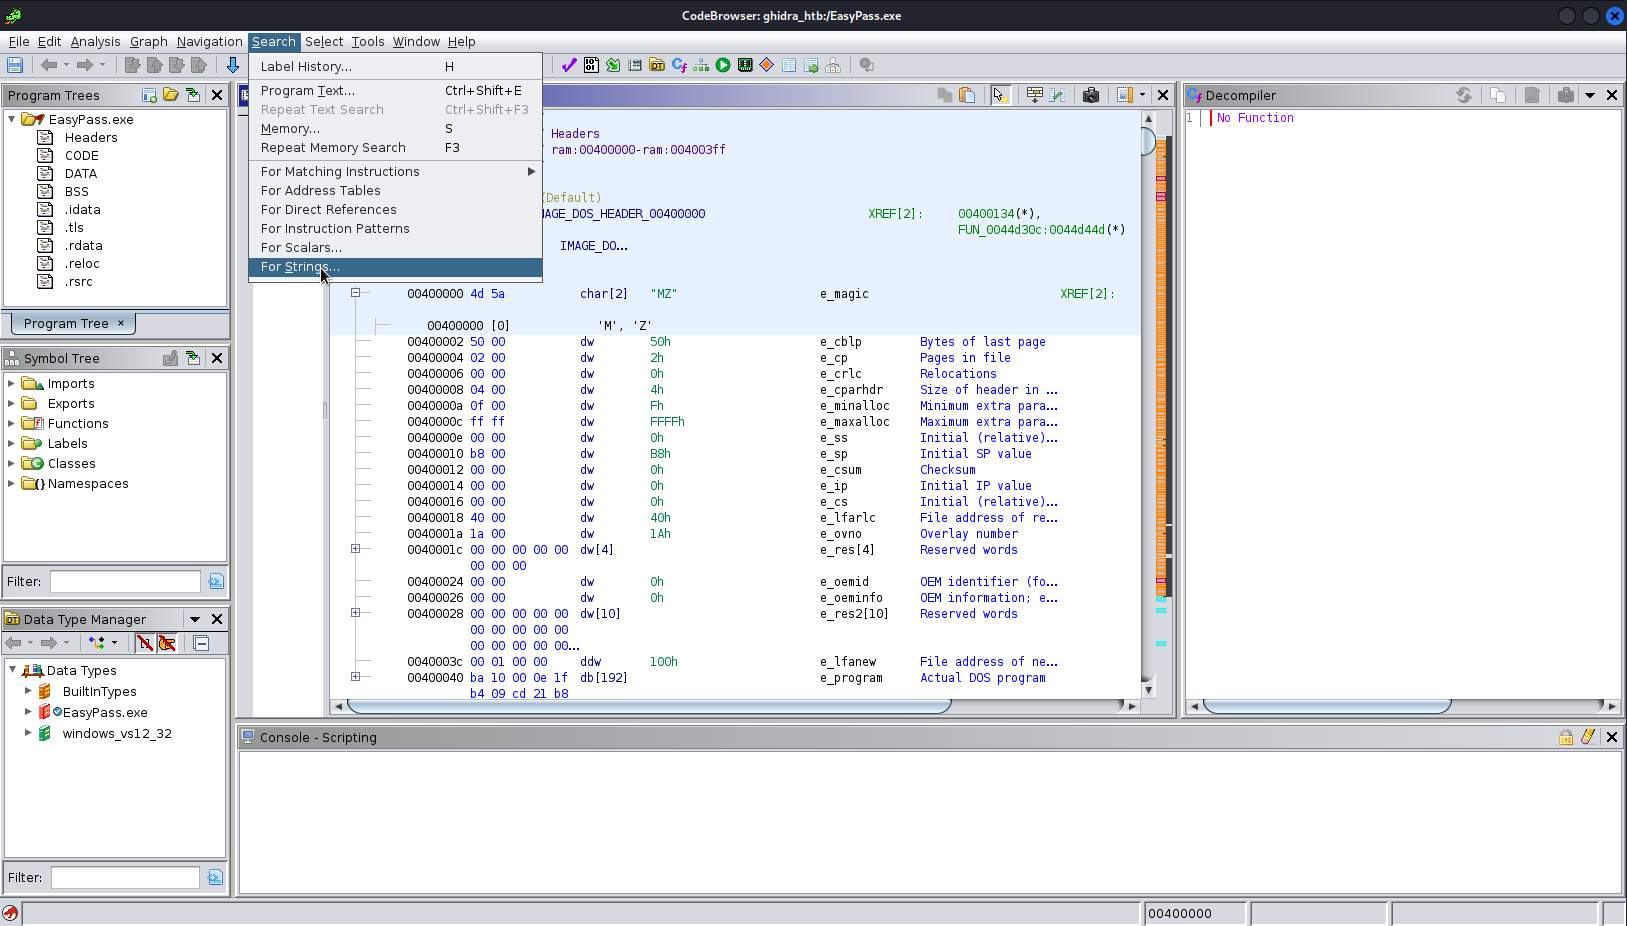 CodeBrowser: ghidra_htb:/EasyPass.exe
File Edit Analysis Graph Navigation Search Select Tools Window Help
Label History... H
Program Text... Ctrl+Shift+E
Repeat Text Search Ctrl+Shift+F3
Memory... S
Repeat Memory Search F3
For Matching Instructions
For Address Tables
For Direct References
For Instruction Patterns
For Scalars...
For Strings...
Program Trees
EasyPass.exe
Headers
CODE
DATA
BSS
.idata
.tls
.rdata
.reloc
.rsrc
Program Tree ×
Symbol Tree
Imports
Exports
Functions
Labels
Classes
Namespaces
Filter:
Data Type Manager
Data Types
BuiltInTypes
EasyPass.exe
windows_vs12_32
Filter:
Headers
ram:00400000-ram:004003ff
(Default)
MAGE_DOS_HEADER_00400000 XREF[2]: 00400134(*),
FUN_0044d30c:0044d44d(*)
IMAGE_DO...
00400000 4d 5a char[2] "MZ" e_magic XREF[2]:
00400000 [0] 'M', 'Z'
00400002 50 00 dw 50h e_cblp Bytes of last page
00400004 02 00 dw 2h e_cp Pages in file
00400006 00 00 dw 0h e_crlc Relocations
00400008 04 00 dw 4h e_cparhdr Size of header in ...
0040000a 0f 00 dw Fh e_minalloc Minimum extra para...
0040000c ff ff dw FFFFh e_maxalloc Maximum extra para...
0040000e 00 00 dw 0h e_ss Initial (relative)...
00400010 b8 00 dw B8h e_sp Initial SP value
00400012 00 00 dw 0h e_csum Checksum
00400014 00 00 dw 0h e_ip Initial IP value
00400016 00 00 dw 0h e_cs Initial (relative)...
00400018 40 00 dw 40h e_lfarlc File address of re...
0040001a 1a 00 dw 1Ah e_ovno Overlay number
0040001c 00 00 00 00 00 dw[4] e_res[4] Reserved words
00 00 00
00400024 00 00 dw 0h e_oemid OEM identifier (fo...
00400026 00 00 dw 0h e_oeminfo OEM information; e...
00400028 00 00 00 00 00 dw[10] e_res2[10] Reserved words
00 00 00 00 00
00 00 00 00 00...
0040003c 00 01 00 00 ddw 100h e_lfanew File address of ne...
00400040 ba 10 00 0e 1f db[192] e_program Actual DOS program
b4 09 cd 21 b8
Decompiler
1 No Function
Console - Scripting
00400000